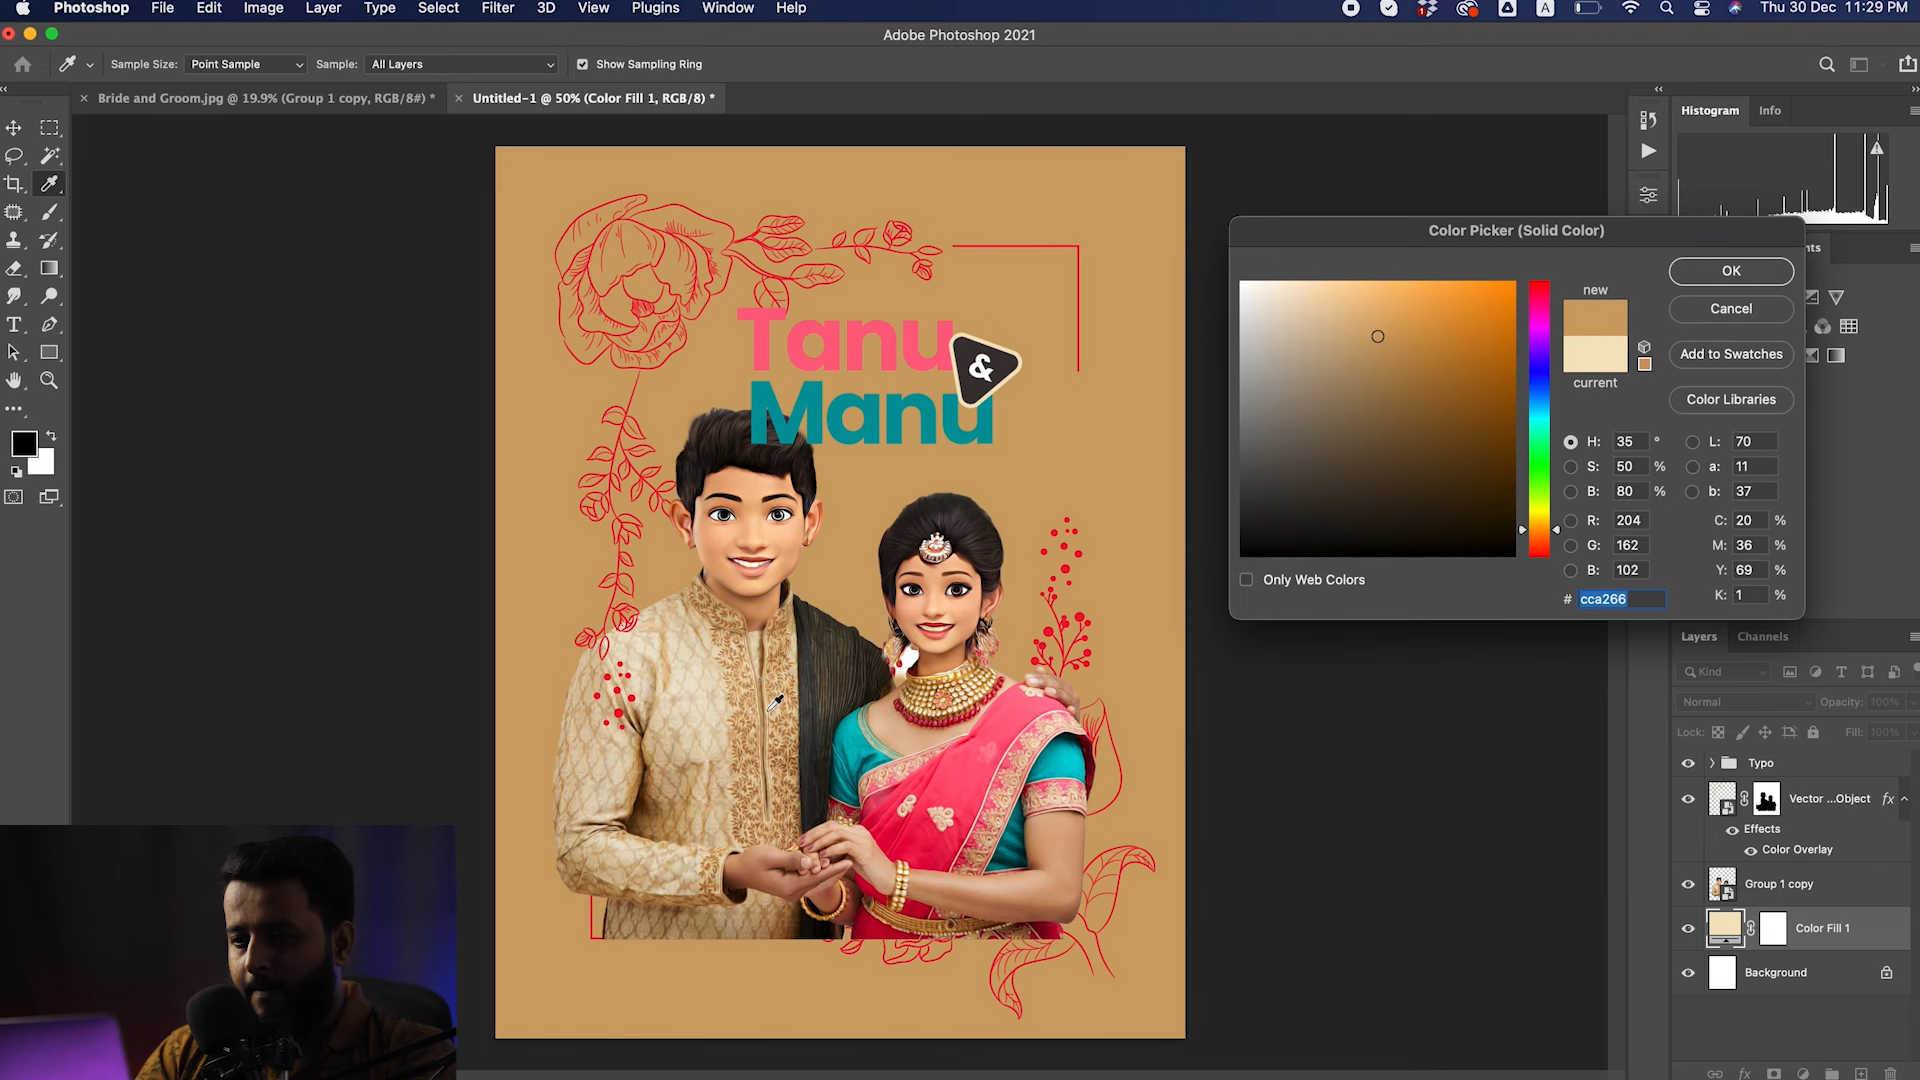 Photoshop File Edit Image Layer Type Select Filter 3D View Plugins Window Help
1 A Thu 30 Dec 11:29 PM
Adobe Photoshop 2021
Sample Size: Point Sample Sample: All Layers Show Sampling Ring
Bride and Groom.jpg @ 19.9% (Group 1 copy, RGB/8#) *
Untitled-1 @ 50% (Color Fill 1, RGB/8) *
Histogram Info
Tanu
&
Manu
Color Picker (Solid Color)
new
current
OK
Cancel
Add to Swatches
Color Libraries
H: 35 ° L: 70
S: 50 % a: 11
B: 80 % b: 37
R: 204 C: 20 %
G: 162 M: 36 %
B: 102 Y: 69 %
# cca266 K: 1 %
Only Web Colors
nts
Layers Channels
Kind T
Normal Opacity: 100%
Lock: Fill: 100%
Typo
Vector ...Object fx
Effects
Color Overlay
Group 1 copy
Color Fill 1
Background
fx